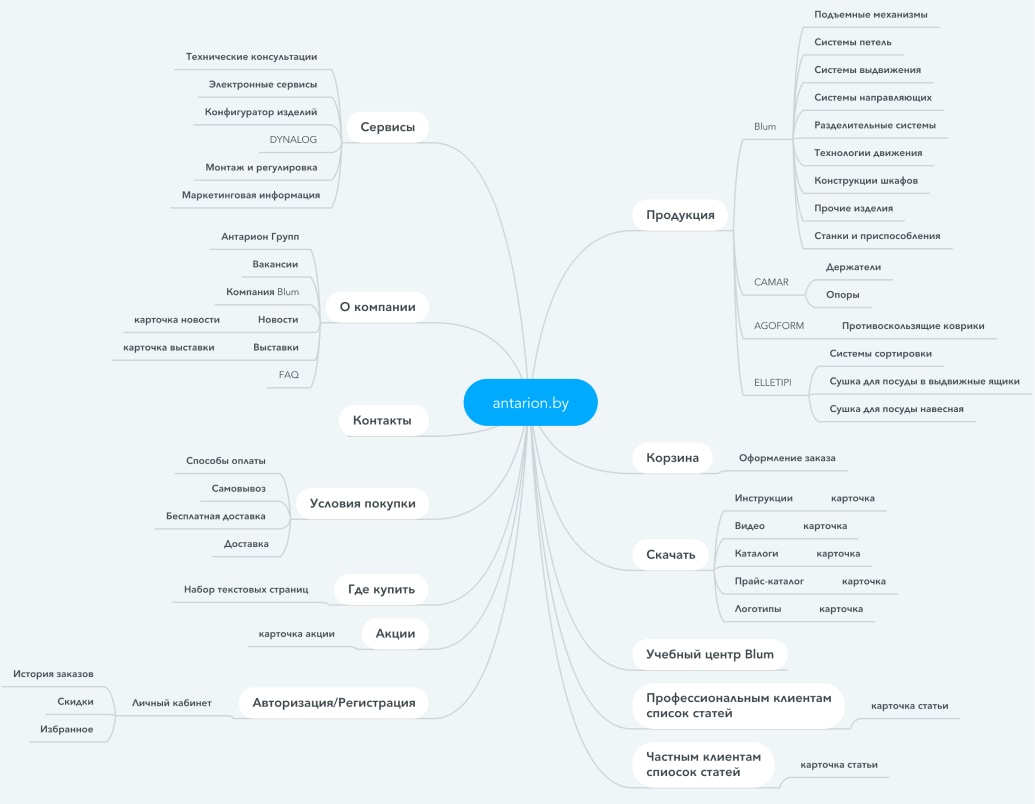 antarion.by
Сервисы
Технические консультации
Электронные сервисы
Конфигуратор изделий
DYNALOG
Монтаж и регулировка
Маркетинговая информация
О компании
Антарион Групп
Вакансии
Компания Blum
Новости
карточка новости
Выставки
карточка выставки
FAQ
Контакты
Условия покупки
Способы оплаты
Самовывоз
Бесплатная доставка
Доставка
Где купить
Набор текстовых страниц
Акции
карточка акции
Авторизация/Регистрация
Личный кабинет
История заказов
Скидки
Избранное
Продукция
Blum
Подъемные механизмы
Системы петель
Системы выдвижения
Системы направляющих
Разделительные системы
Технологии движения
Конструкции шкафов
Прочие изделия
Станки и приспособления
CAMAR
Держатели
Опоры
AGOFORM
Противоскользящие коврики
ELLETIPI
Системы сортировки
Сушка для посуды в выдвижные ящики
Сушка для посуды навесная
Корзина
Оформление заказа
Скачать
Инструкции
карточка
Видео
карточка
Каталоги
карточка
Прайс-каталог
карточка
Логотипы
карточка
Учебный центр Blum
Профессиональным клиентам
список статей
карточка статьи
Частным клиентам
спиосок статей
карточка статьи